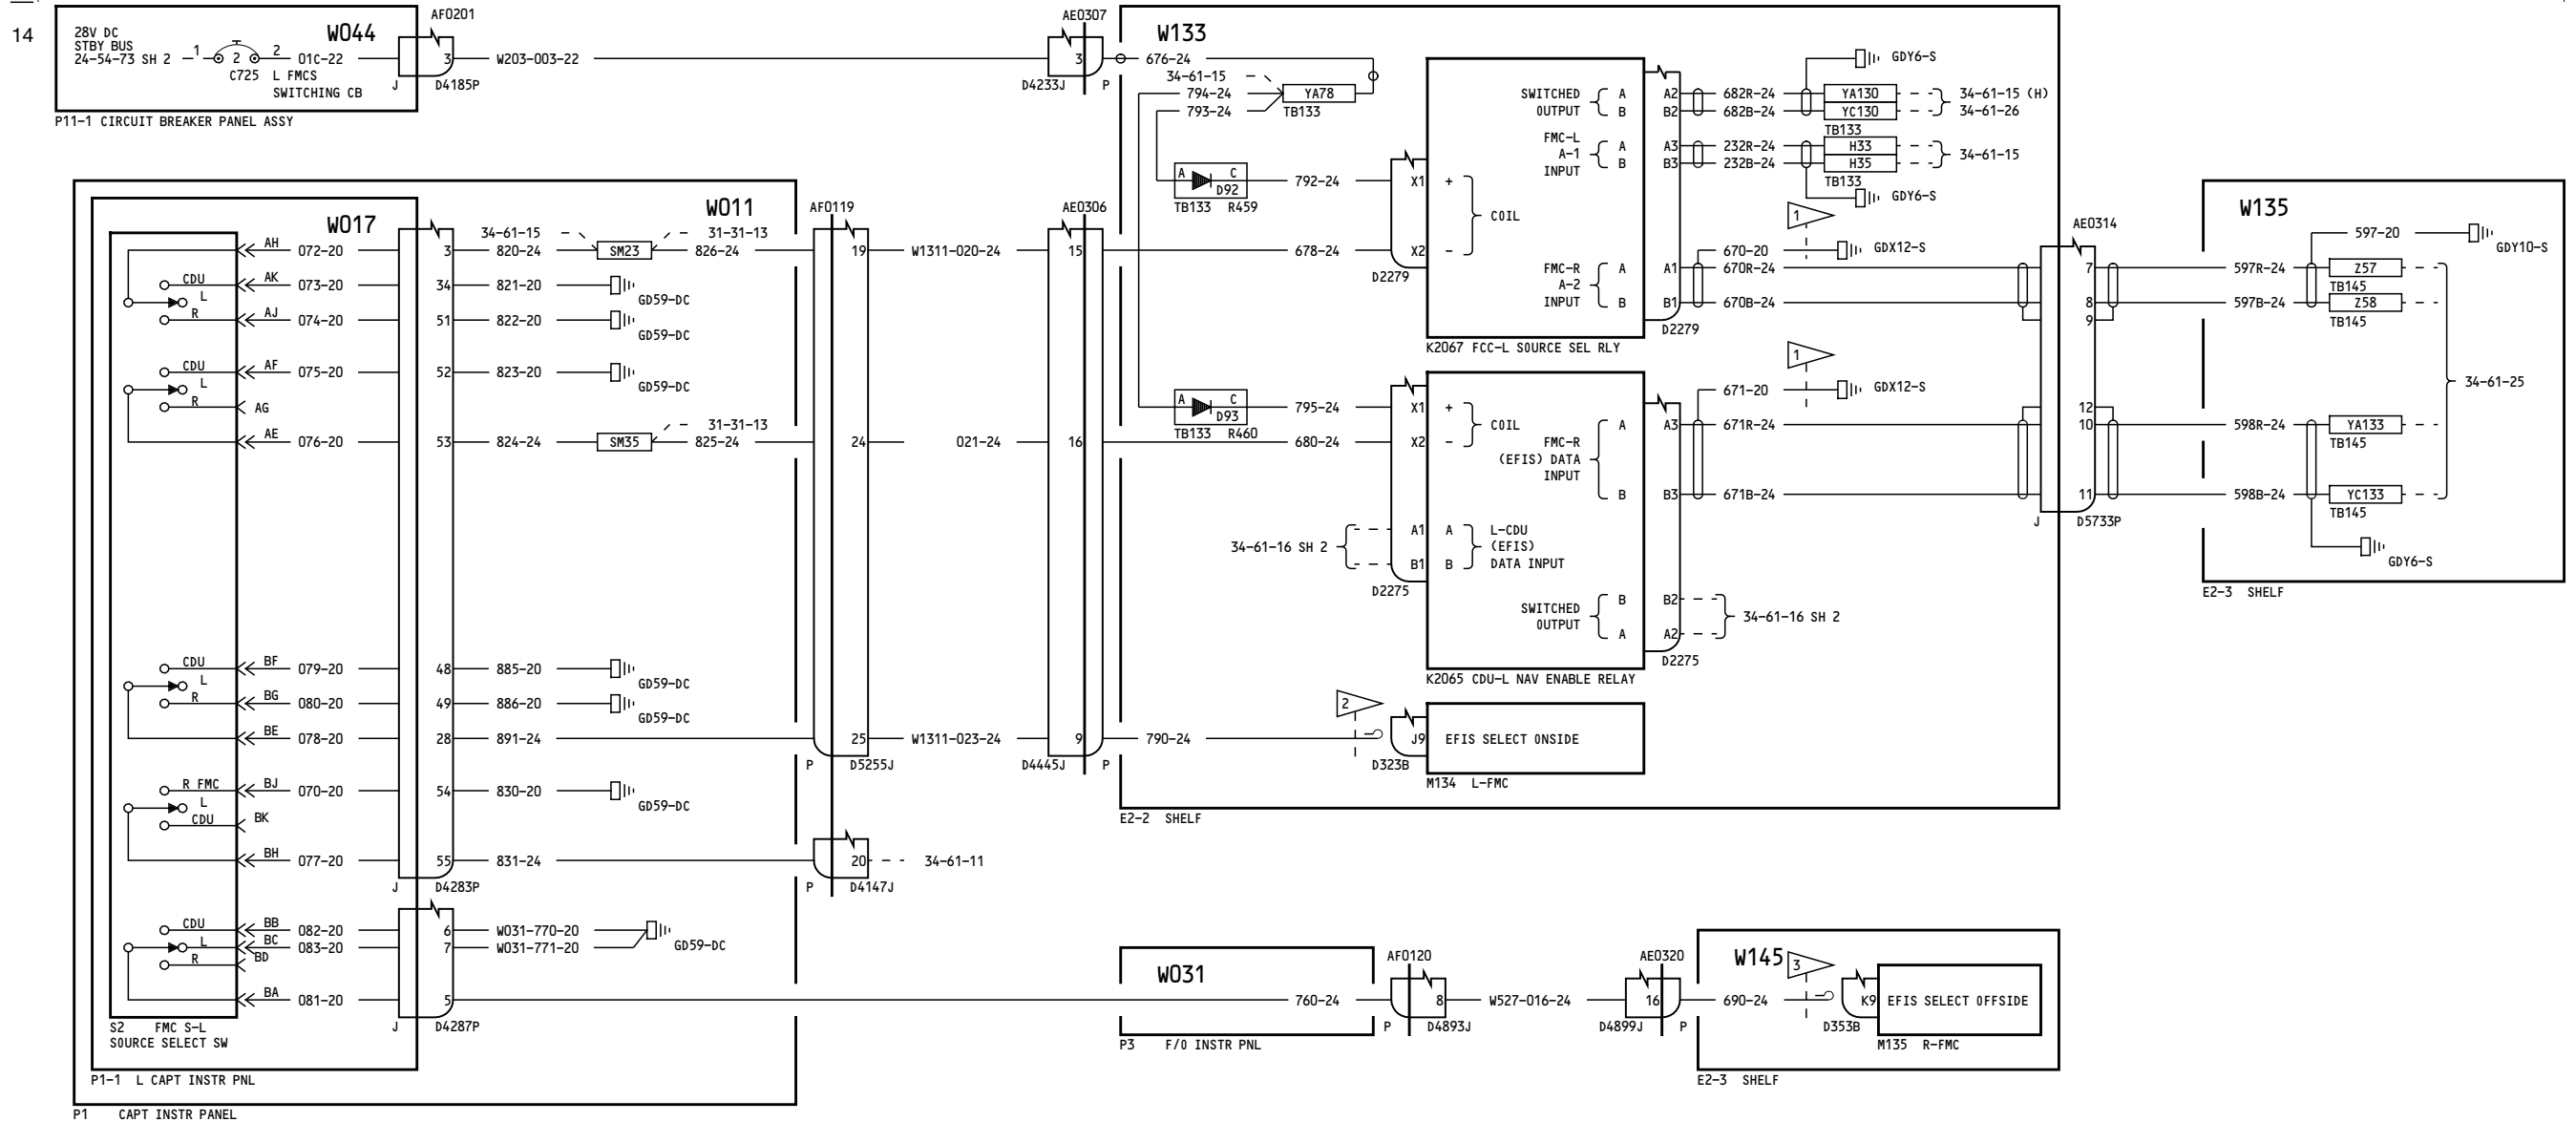 14
28V DC
STBY BUS
24-54-73 SH 2
1
2
2
C725
L FMCS
SWITCHING CB
01C-22
W044
AF0201
3
J
D4185P
P11-1 CIRCUIT BREAKER PANEL ASSY
W203-003-22
AE0307
3
D4233J
P
W133
676-24
34-61-15
794-24
793-24
YA78
TB133
A C
D92
TB133 R459
792-24
X1 +
COIL
X2 -
678-24
D2279
SWITCHED
OUTPUT
A A2
B B2
FMC-L
A-1
INPUT
A A3
B B3
FMC-R
A-2
INPUT
A A1
B B1
D2279
K2067 FCC-L SOURCE SEL RLY
GDY6-S
682R-24
YA130
34-61-15 (H)
682B-24
YC130
34-61-26
TB133
232R-24
H33
232B-24
H35
34-61-15
TB133
GDY6-S
1
670-20
GDX12-S
670R-24
670B-24
1
671-20
GDX12-S
671R-24
671B-24
AE0314
7
8
9
12
10
11
J
D5733P
W135
597-20
GDY10-S
597R-24
Z57
TB145
597B-24
Z58
TB145
34-61-25
598R-24
YA133
TB145
598B-24
YC133
TB145
GDY6-S
E2-3 SHELF
A C
D93
TB133 R460
795-24
680-24
X1 +
COIL
X2 -
FMC-R
(EFIS) DATA
INPUT
A A3
B B3
34-61-16 SH 2
A1 A
B1 B
L-CDU
(EFIS)
DATA INPUT
D2275
SWITCHED
OUTPUT
B B2
A A2
34-61-16 SH 2
D2275
K2065 CDU-L NAV ENABLE RELAY
2
790-24
J9
EFIS SELECT ONSIDE
D323B
M134 L-FMC
E2-2 SHELF
W017
W011
AF0119
AE0306
AH 072-20 3 820-24
34-61-15
SM23
31-31-13
826-24
19
W1311-020-24
15
CDU AK 073-20 34 821-20
GD59-DC
L
R AJ 074-20 51 822-20
GD59-DC
CDU AF 075-20 52 823-20
GD59-DC
L
R AG
AE 076-20 53 824-24
SM35
31-31-13
825-24
24
021-24
16
CDU BF 079-20 48 885-20
GD59-DC
L
R BG 080-20 49 886-20
GD59-DC
BE 078-20 28 891-24
25
W1311-023-24
9
P
D5255J
D4445J
P
R FMC BJ 070-20 54 830-20
GD59-DC
L
CDU BK
BH 077-20 55 831-24
20
34-61-11
J
D4283P
P
D4147J
CDU BB 082-20 6 W031-770-20
L BC 083-20 7 W031-771-20
GD59-DC
R BD
BA 081-20 5
J
D4287P
S2 FMC S-L
SOURCE SELECT SW
P1-1 L CAPT INSTR PNL
P1 CAPT INSTR PANEL
W031
760-24
P3 F/O INSTR PNL
AF0120
8
P
D4893J
W527-016-24
AE0320
16
D4899J
P
W145
3
690-24
K9
EFIS SELECT OFFSIDE
D353B
M135 R-FMC
E2-3 SHELF